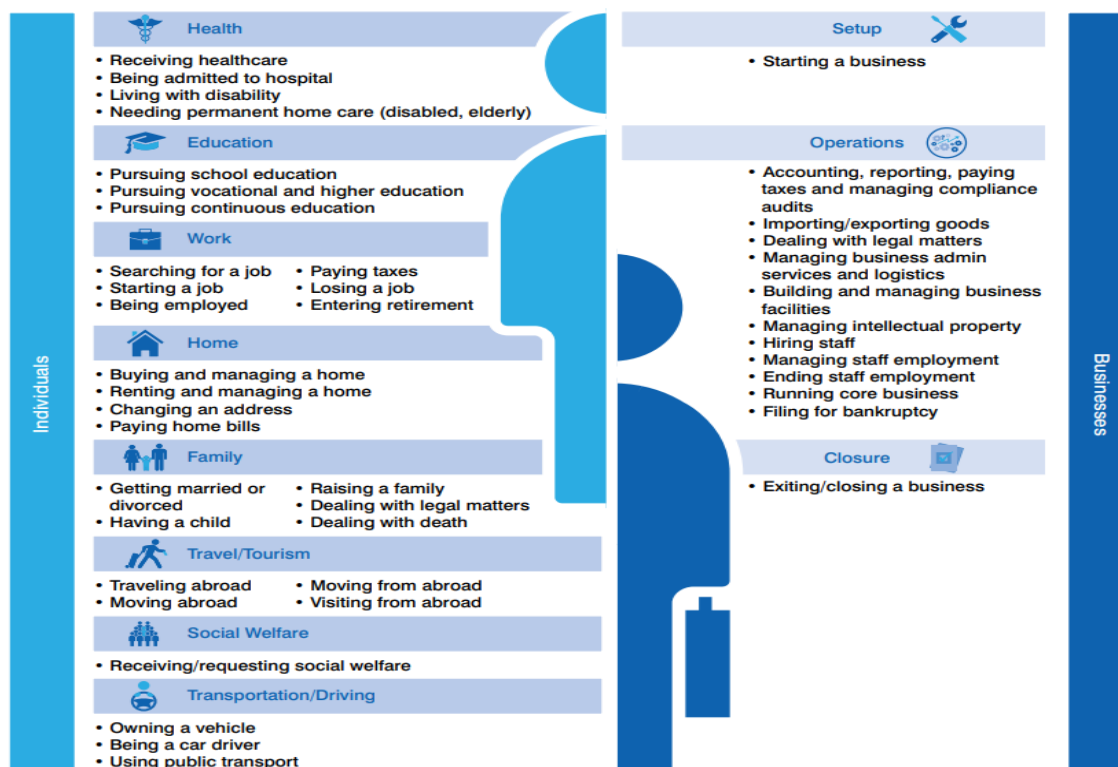 Individuals
Health
• Receiving healthcare
• Being admitted to hospital
• Living with disability
• Needing permanent home care (disabled, elderly)
Education
• Pursuing school education
• Pursuing vocational and higher education
• Pursuing continuous education
Work
• Searching for a job
• Starting a job
• Being employed
• Paying taxes
• Losing a job
• Entering retirement
Home
• Buying and managing a home
• Renting and managing a home
• Changing an address
• Paying home bills
Family
• Getting married or
divorced
• Having a child
• Raising a family
• Dealing with legal matters
• Dealing with death
Travel/Tourism
• Traveling abroad
• Moving abroad
• Moving from abroad
• Visiting from abroad
Social Welfare
• Receiving/requesting social welfare
Transportation/Driving
• Owning a vehicle
• Being a car driver
• Using public transport
Setup
• Starting a business
Operations
• Accounting, reporting, paying
taxes and managing compliance
audits
• Importing/exporting goods
• Dealing with legal matters
• Managing business admin
services and logistics
• Building and managing business
facilities
• Managing intellectual property
• Hiring staff
• Managing staff employment
• Ending staff employment
• Running core business
• Filing for bankruptcy
Closure
• Exiting/closing a business
Businesses